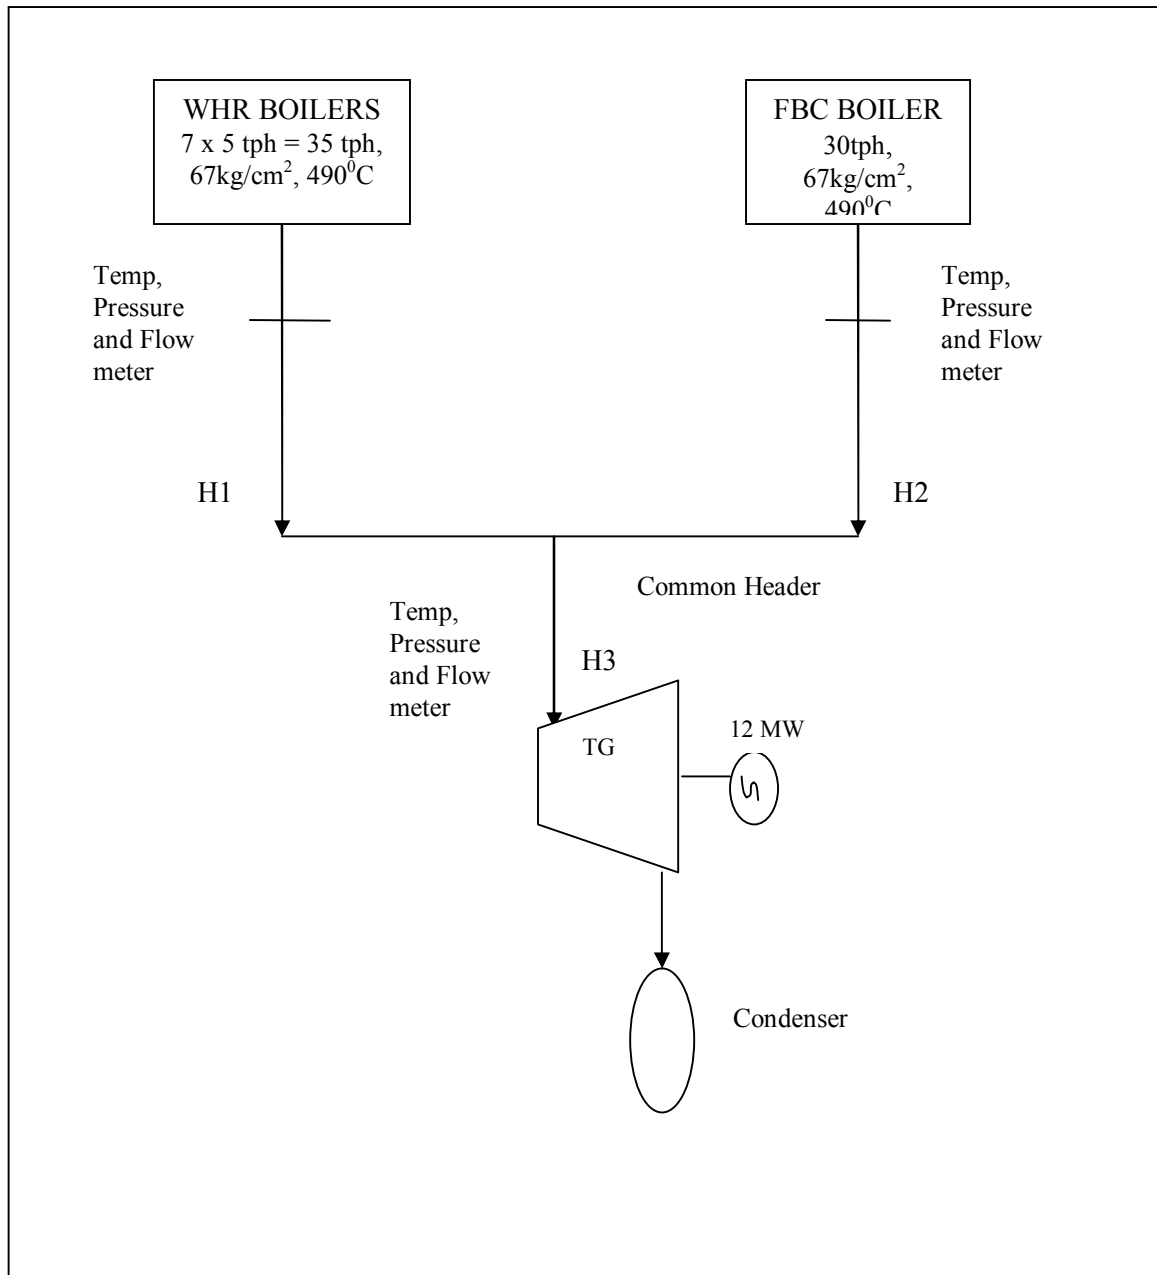 WHR BOILERS
7 x 5 tph = 35 tph,
67kg/cm², 490⁰C
FBC BOILER
30tph,
67kg/cm²,
490⁰C
Temp,
Pressure
and Flow
meter
Temp,
Pressure
and Flow
meter
H1
H2
Common Header
Temp,
Pressure
and Flow
meter
H3
TG
12 MW
Condenser